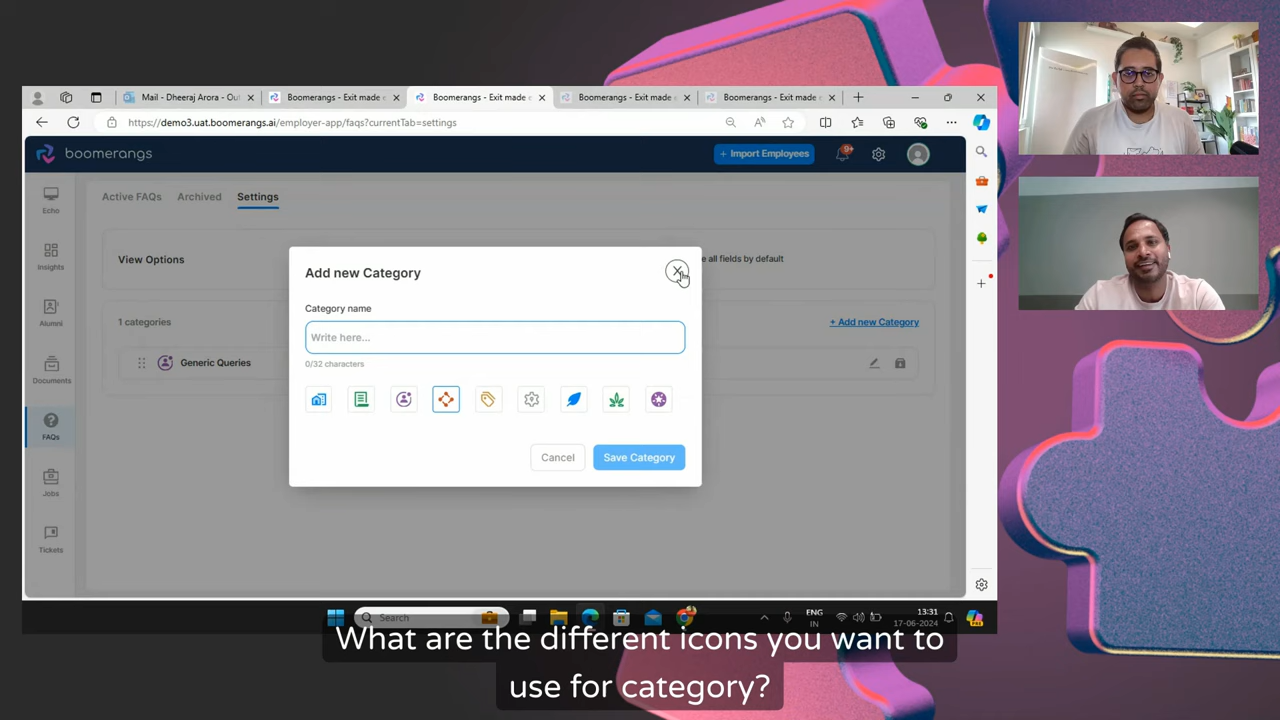 Mail - Dheeraj Arora - Out
Boomerangs - Exit made e
Boomerangs - Exit made e
Boomerangs - Exit made e
Boomerangs - Exit made e
https://demo3.uat.boomerangs.ai/employer-app/faqs?currentTab=settings
boomerangs
+ Import Employees
9+
Echo
Insights
Alumni
Documents
FAQs
Jobs
Tickets
Active FAQs
Archived
Settings
View Options
e all fields by default
1 categories
+ Add new Category
Generic Queries
Add new Category
Category name
Write here...
0/32 characters
Cancel
Save Category
Search
ENG
IN
13:31
17-06-2024
What are the different icons you want to
use for category?